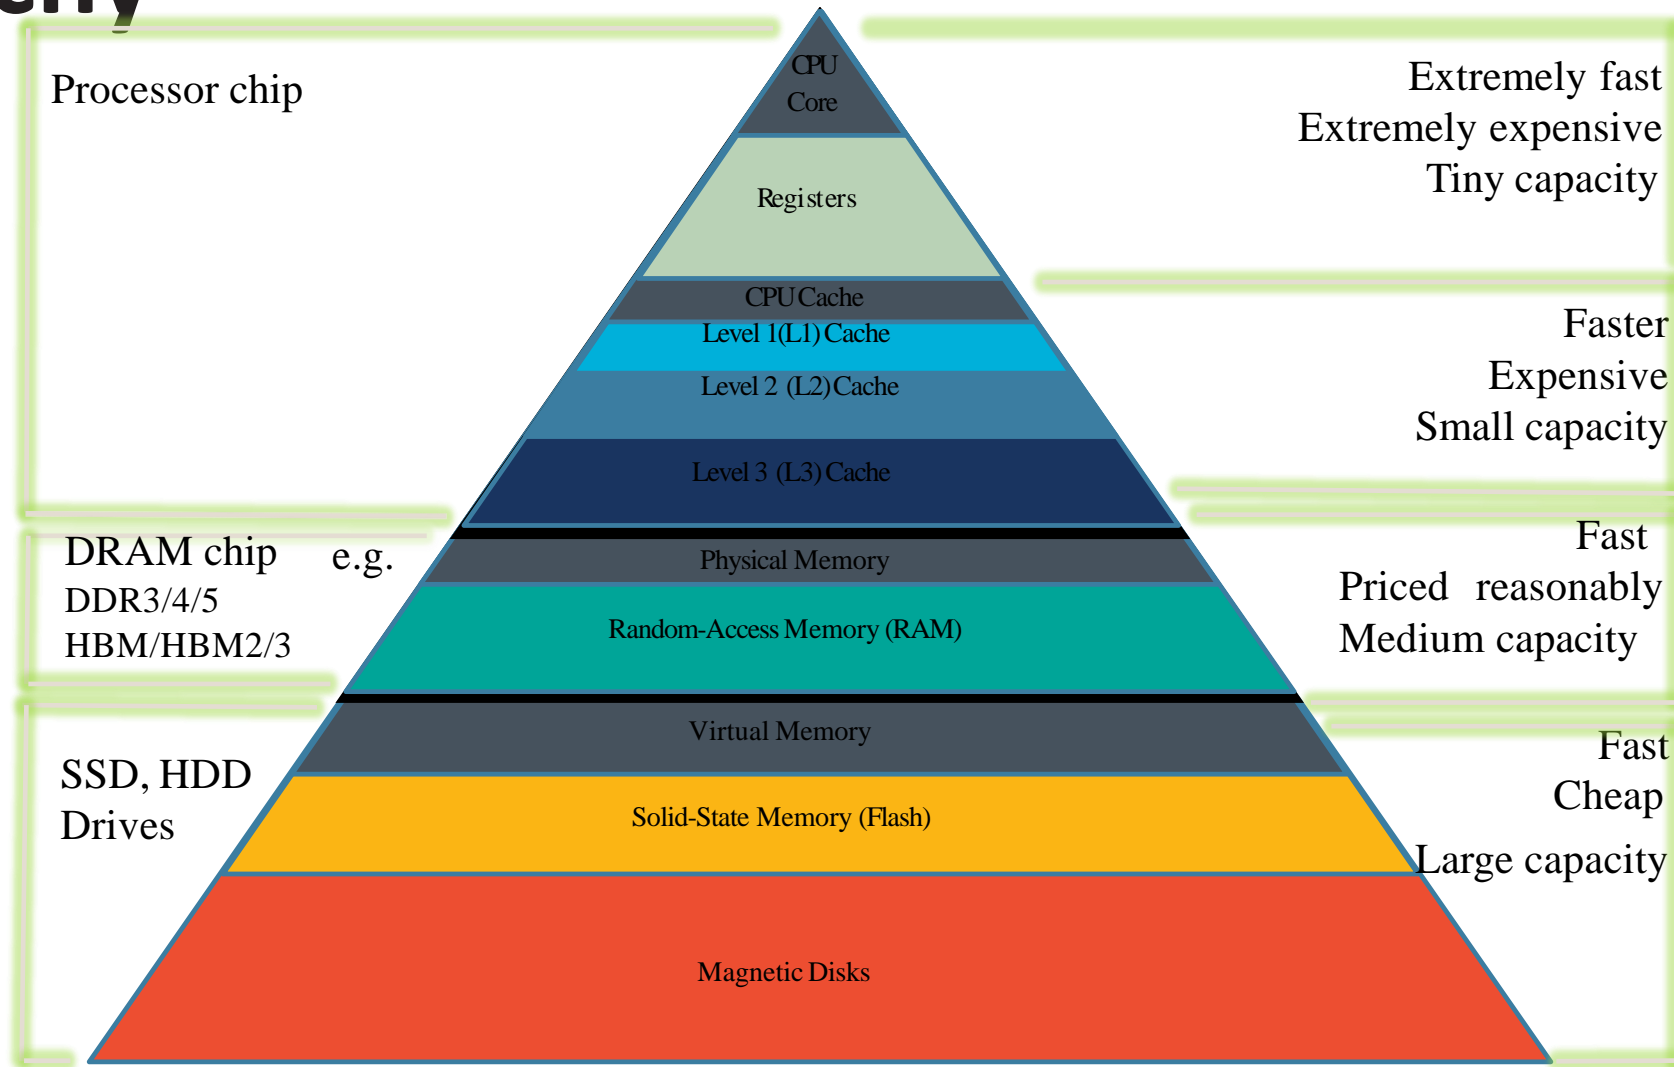 Processor chip
CPU
Core
Extremely fast
Extremely expensive
Tiny capacity
Registers
CPU Cache
Level 1(L1) Cache
Level 2 (L2) Cache
Level 3 (L3) Cache
Faster
Expensive
Small capacity
DRAM chip e.g.
DDR3/4/5
HBM/HBM2/3
Physical Memory
Random-Access Memory (RAM)
Fast
Priced reasonably
Medium capacity
SSD, HDD
Drives
Virtual Memory
Solid-State Memory (Flash)
Magnetic Disks
Fast
Cheap
Large capacity